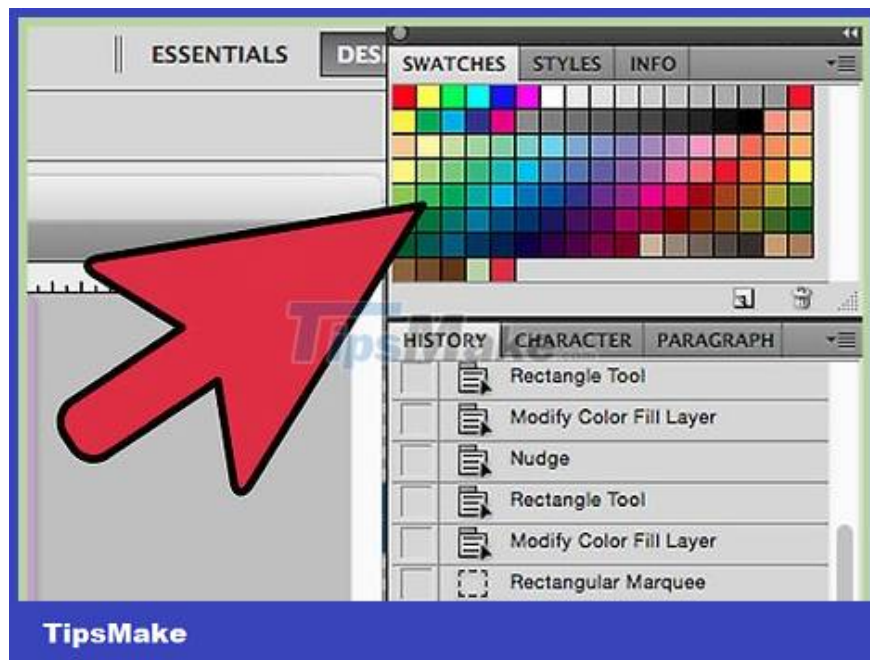 ESSENTIALS DES
SWATCHES STYLES INFO
TipsMake.com
HISTORY CHARACTER PARAGRAPH
Rectangle Tool
Modify Color Fill Layer
Nudge
Rectangle Tool
Modify Color Fill Layer
Rectangular Marquee
TipsMake